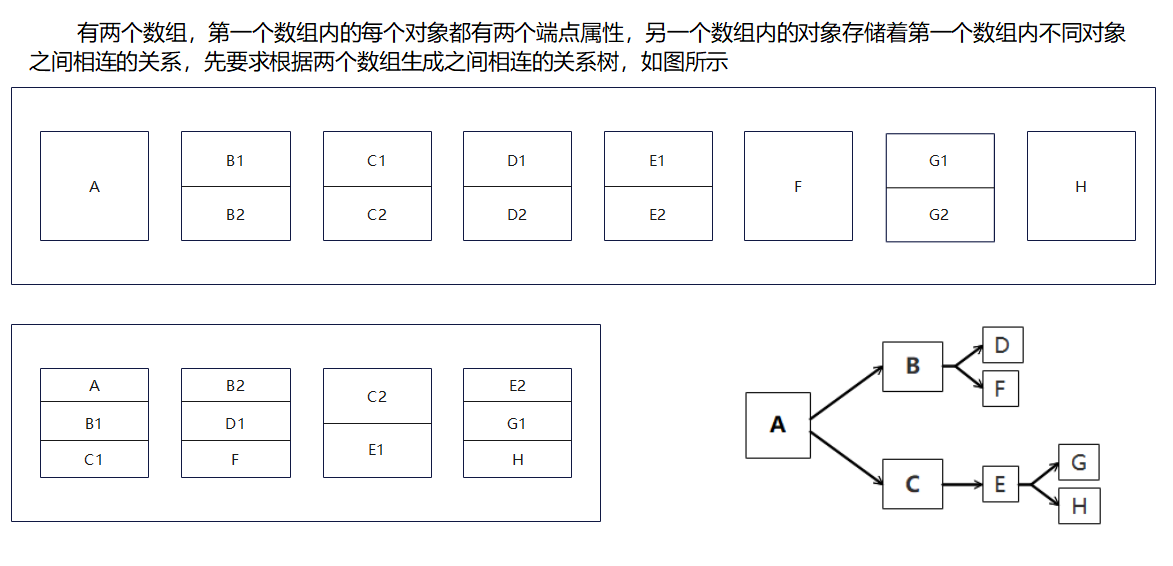 有两个数组，第一个数组内的每个对象都有两个端点属性，另一个数组内的对象存储着第一个数组内不同对象
之间相连的关系，先要求根据两个数组生成之间相连的关系树，如图所示
A
B1
B2
C1
C2
D1
D2
E1
E2
F
G1
G2
H
A
B1
C1
B2
D1
F
C2
E1
E2
G1
H
A
B
D
F
C
E
G
H